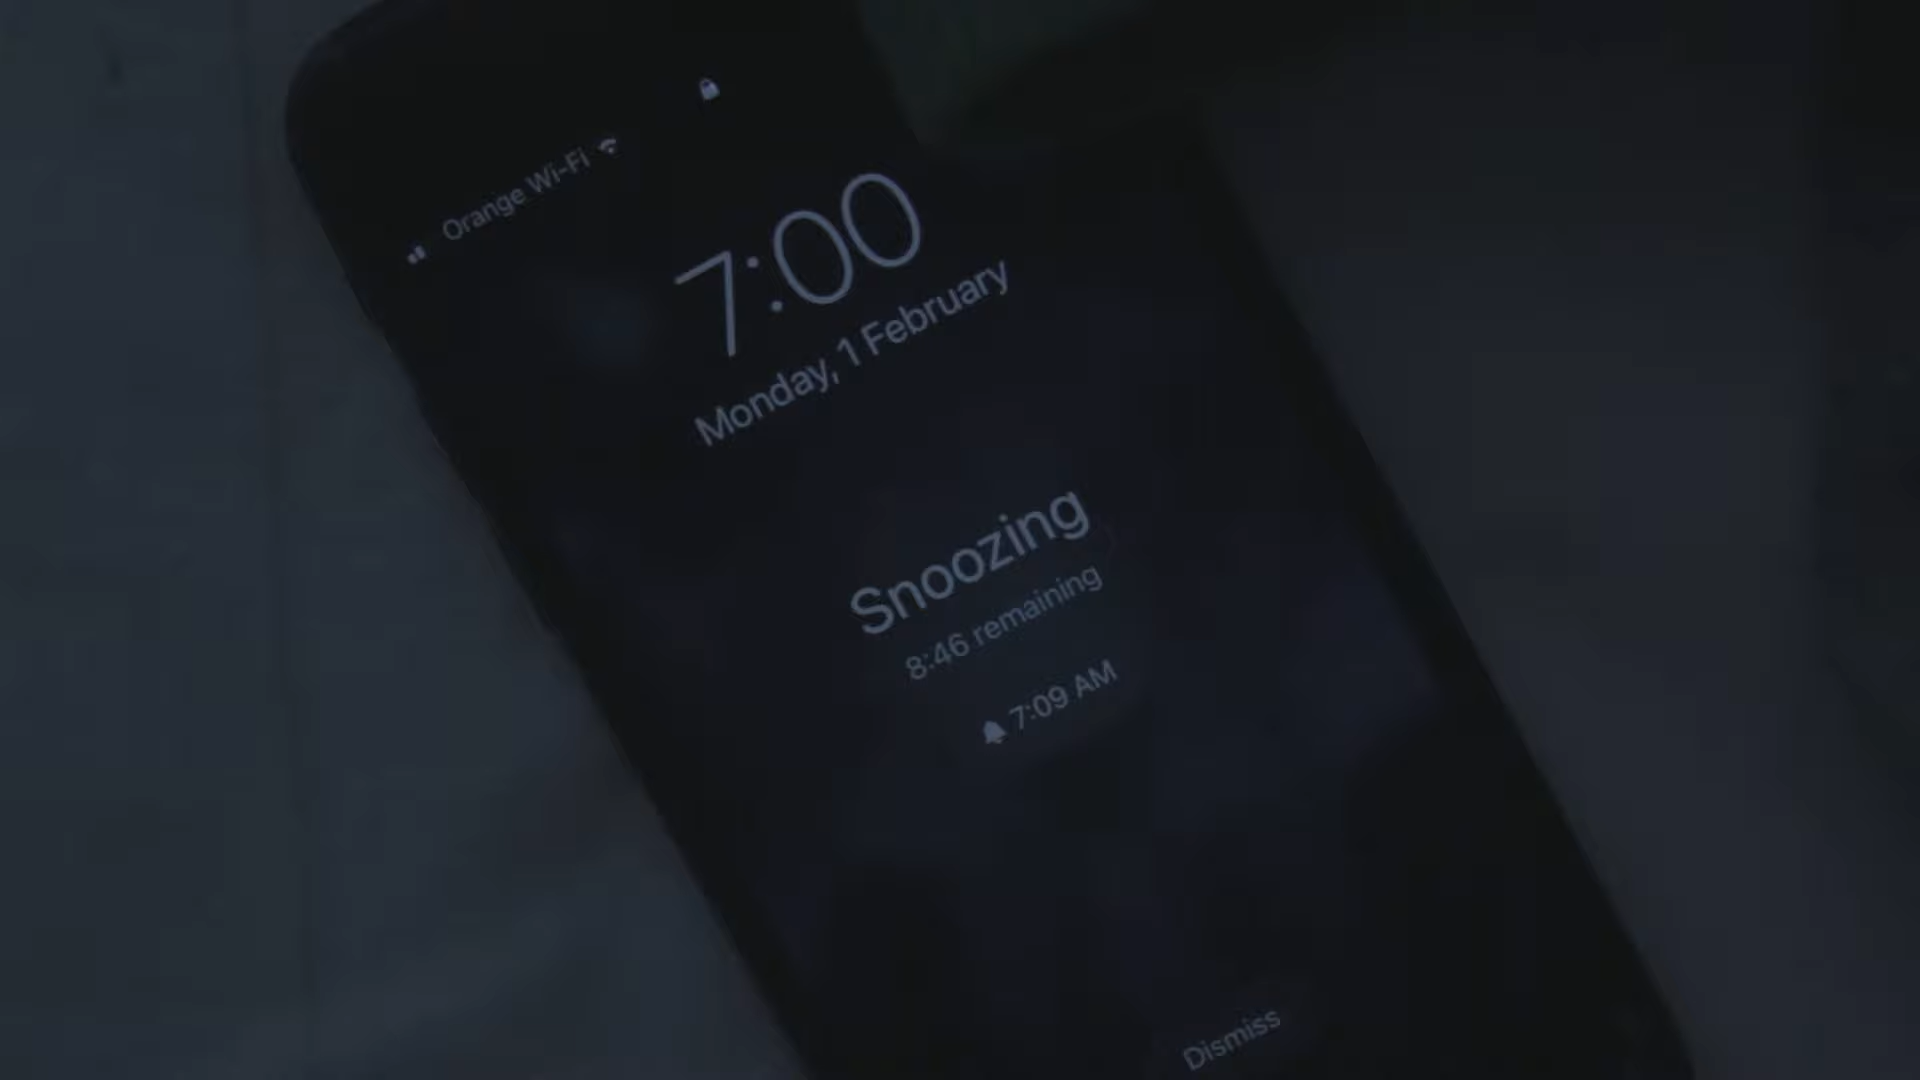 Orange Wi-Fi
7:00
Monday, 1 February
Snoozing
8:46 remaining
7:09 AM
Dismiss